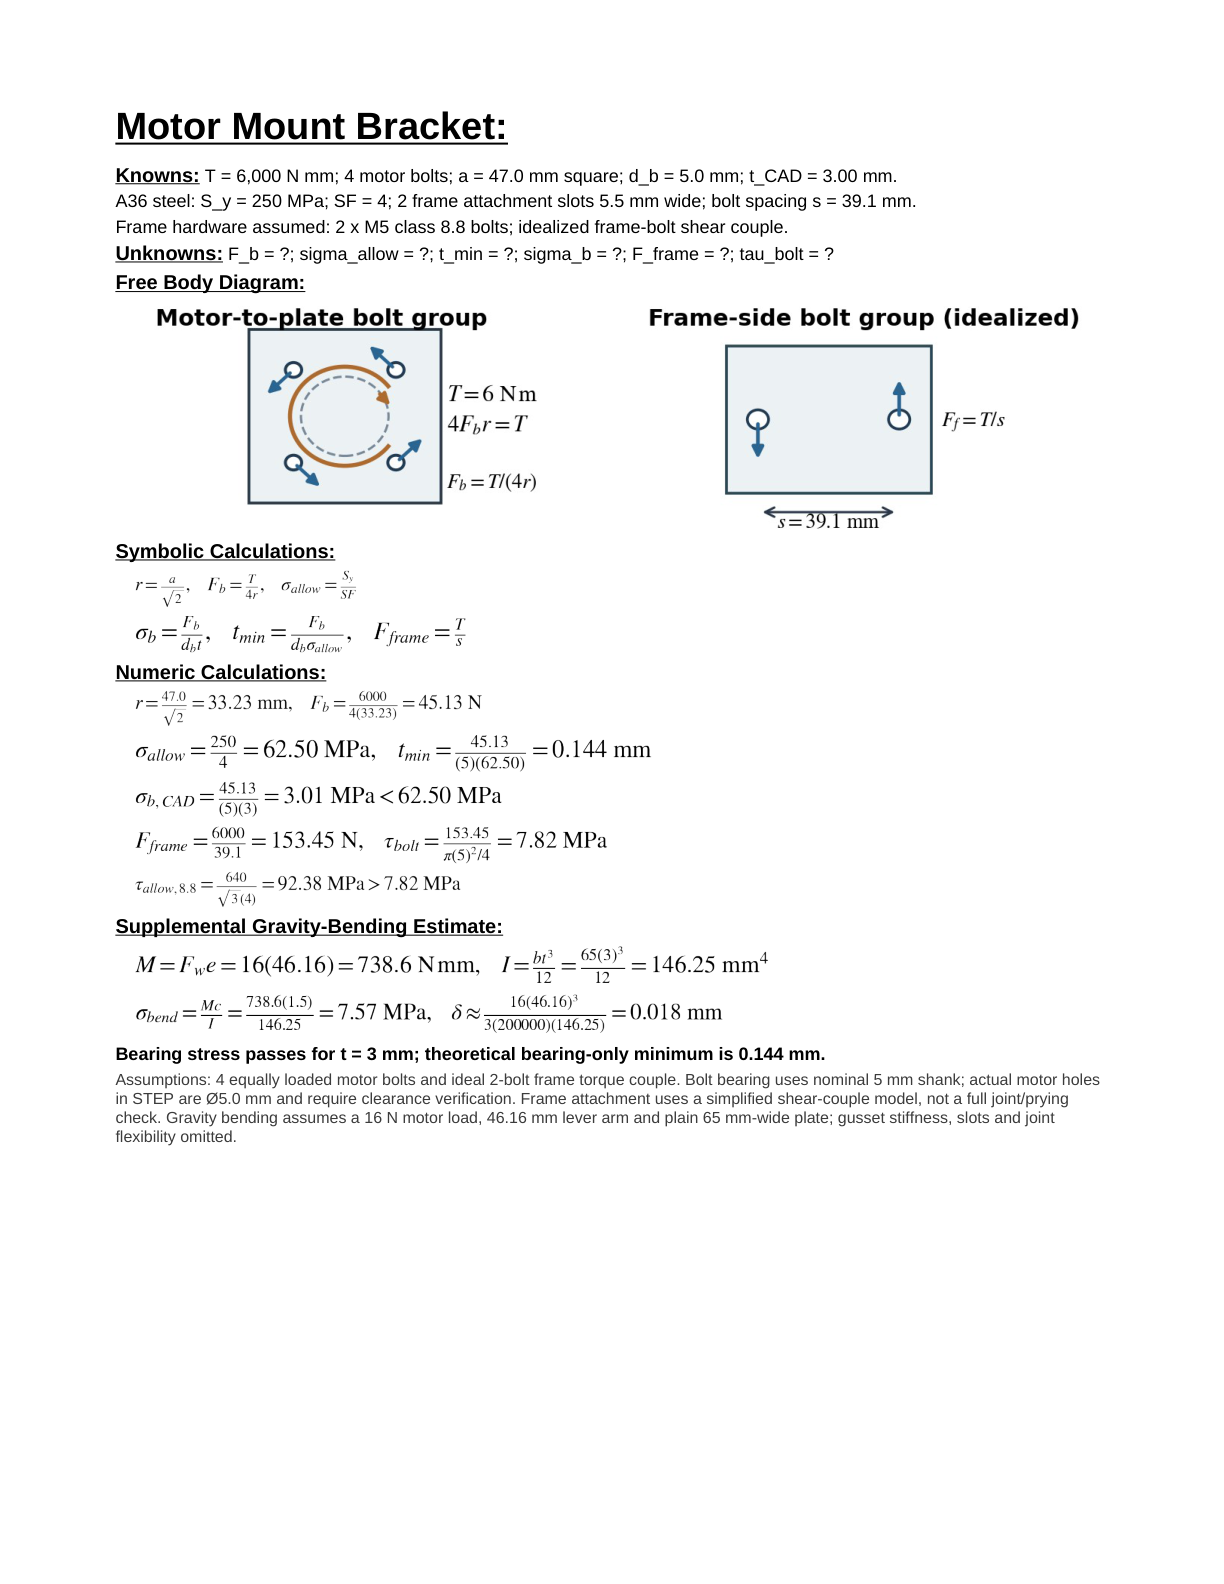 Motor Mount Bracket:
Knowns: T = 6,000 N mm; 4 motor bolts; a = 47.0 mm square; d_b = 5.0 mm; t_CAD = 3.00 mm.
A36 steel: S_y = 250 MPa; SF = 4; 2 frame attachment slots 5.5 mm wide; bolt spacing s = 39.1 mm.
Frame hardware assumed: 2 x M5 class 8.8 bolts; idealized frame-bolt shear couple.
Unknowns: F_b = ?; sigma_allow = ?; t_min = ?; sigma_b = ?; F_frame = ?; tau_bolt = ?
Free Body Diagram:
Motor-to-plate bolt group
T = 6 Nm
4F_b r = T
F_b = T/(4r)
Frame-side bolt group (idealized)
F_f = T/s
s = 39.1 mm
Symbolic Calculations:
r = a/√2, F_b = T/4r, σ_allow = S_y/SF
σ_b = F_b/(d_b t), t_min = F_b/(d_b σ_allow), F_frame = T/s
Numeric Calculations:
r = 47.0/√2 = 33.23 mm, F_b = 6000/4(33.23) = 45.13 N
σ_allow = 250/4 = 62.50 MPa, t_min = 45.13/(5)(62.50) = 0.144 mm
σ_b, CAD = 45.13/(5)(3) = 3.01 MPa < 62.50 MPa
F_frame = 6000/39.1 = 153.45 N, τ_bolt = 153.45/π(5)²/4 = 7.82 MPa
τ_allow, 8.8 = 640/√3(4) = 92.38 MPa > 7.82 MPa
Supplemental Gravity-Bending Estimate:
M = F_w e = 16(46.16) = 738.6 Nmm, I = bt³/12 = 65(3)³/12 = 146.25 mm⁴
σ_bend = Mc/I = 738.6(1.5)/146.25 = 7.57 MPa, δ ≈ 16(46.16)³/3(200000)(146.25) = 0.018 mm
Bearing stress passes for t = 3 mm; theoretical bearing-only minimum is 0.144 mm.
Assumptions: 4 equally loaded motor bolts and ideal 2-bolt frame torque couple. Bolt bearing uses nominal 5 mm shank; actual motor holes
in STEP are Ø5.0 mm and require clearance verification. Frame attachment uses a simplified shear-couple model, not a full joint/prying
check. Gravity bending assumes a 16 N motor load, 46.16 mm lever arm and plain 65 mm-wide plate; gusset stiffness, slots and joint
flexibility omitted.